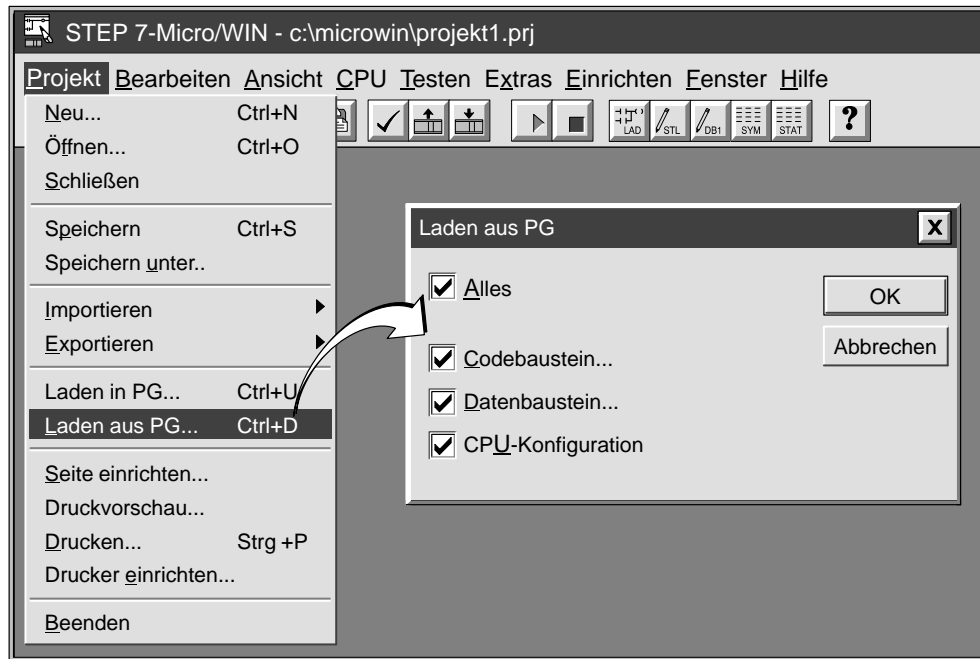 STEP 7-Micro/WIN - c:\microwin\projekt1.prj
Projekt Bearbeiten Ansicht CPU Testen Extras Einrichten Fenster Hilfe
LAD STL DB1 SYM STAT ?
Neu... Ctrl+N
Öffnen... Ctrl+O
Schließen
Speichern Ctrl+S
Speichern unter..
Importieren
Exportieren
Laden in PG... Ctrl+U
Laden aus PG... Ctrl+D
Seite einrichten...
Druckvorschau...
Drucken... Strg +P
Drucker einrichten...
Beenden
Laden aus PG X
Alles
Codebaustein...
Datenbaustein...
CPU-Konfiguration
OK
Abbrechen